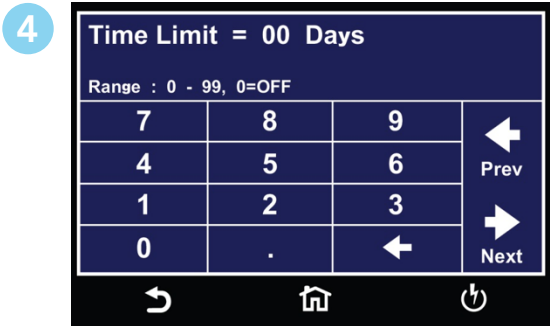 4
Time Limit = 00 Days
Range : 0 - 99, 0=OFF
7 8 9
4 5 6
Prev
1 2 3
0 .
Next